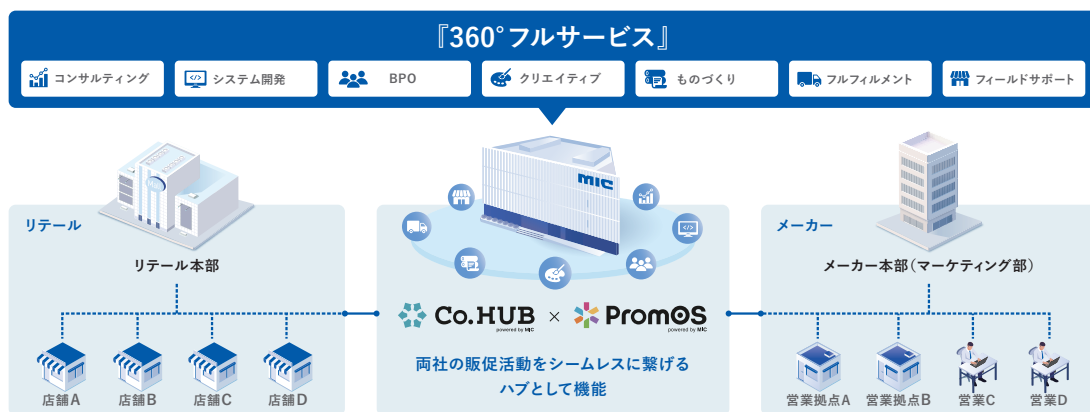 『360°フルサービス』
コンサルティング
システム開発
BPO
クリエイティブ
ものづくり
フルフィルメント
フィールドサポート
MIC
リテール
リテール本部
店舗A
店舗B
店舗C
店舗D
Co.HUB
powered by MIC
×
PromOS
powered by MIC
両社の販促活動をシームレスに繋げる
ハブとして機能
メーカー
メーカー本部(マーケティング部)
営業拠点A
営業拠点B
営業C
営業D